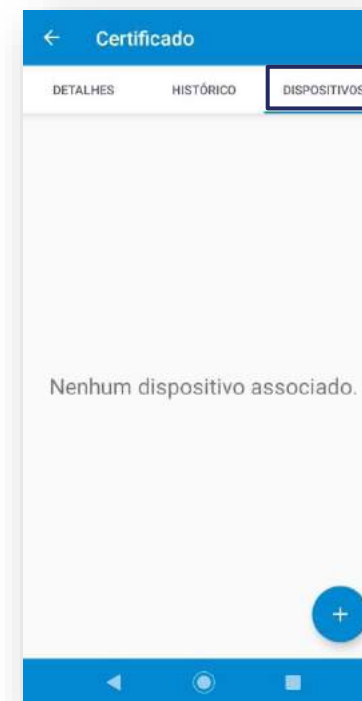 Certificado
DETALHES HISTÓRICO DISPOSITIVOS
Nenhum dispositivo associado.
+